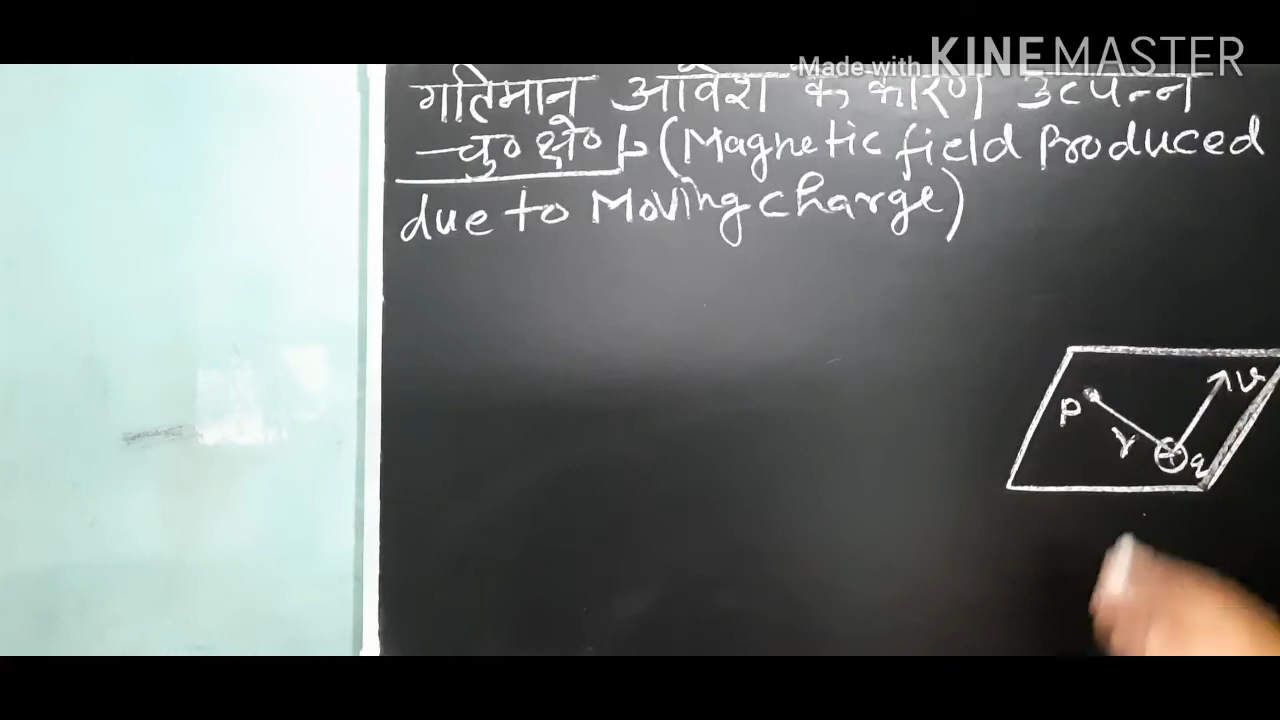 Made with KINEMASTER
गतिमान आवेश के कारण उत्पन्न
चु० क्षे० :- (Magnetic field Produced
due to Moving charge)
P
r
v
q